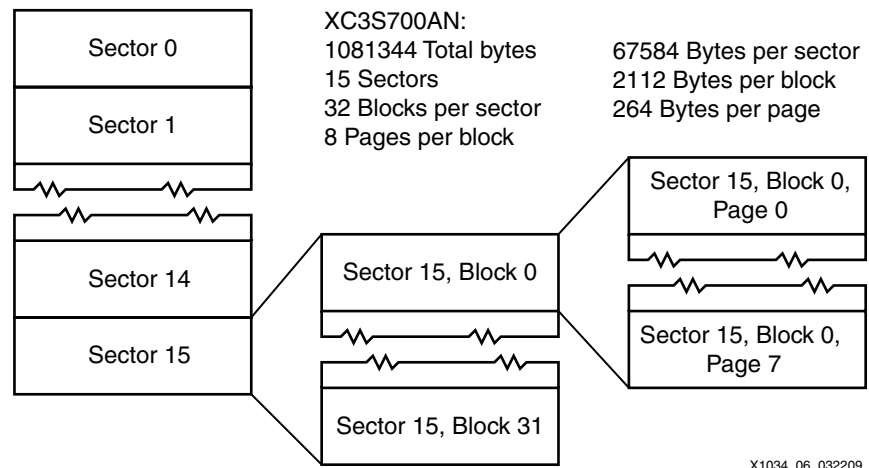 Sector 0
Sector 1
Sector 14
Sector 15
XC3S700AN:
1081344 Total bytes
15 Sectors
32 Blocks per sector
8 Pages per block
67584 Bytes per sector
2112 Bytes per block
264 Bytes per page
Sector 15, Block 0
Sector 15, Block 31
Sector 15, Block 0,
Page 0
Sector 15, Block 0,
Page 7
X1034_06_032209